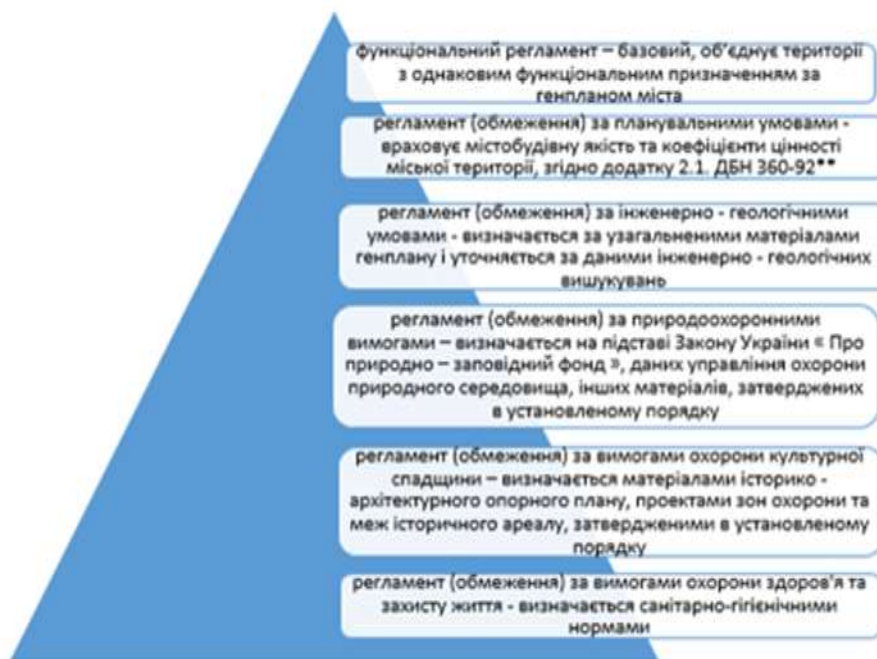 функціональний регламент – базовий, об'єднує території
з однаковим функціональним призначенням за
генпланом міста
регламент (обмеження) за планувальними умовами -
враховує містобудівну якість та коефіцієнти цінності
міської території, згідно додатку 2.1. ДБН 360-92**
регламент (обмеження) за інженерно - геологічними
умовами - визначається за узагальненими матеріалами
генплану і уточняється за даними інженерно - геологічних
вишукувань
регламент (обмеження) за природоохоронними
вимогами – визначається на підставі Закону України « Про
природно – заповідний фонд », даних управління охорони
природного середовища, інших матеріалів, затверджених
в установленому порядку
регламент (обмеження) за вимогами охорони культурної
спадщини – визначається матеріалами історико -
архітектурного опорного плану, проектами зон охорони та
меж історичного ареалу, затвердженими в установленому
порядку
регламент (обмеження) за вимогами охорони здоров'я та
захисту життя - визначається санітарно-гігієнічними
нормами